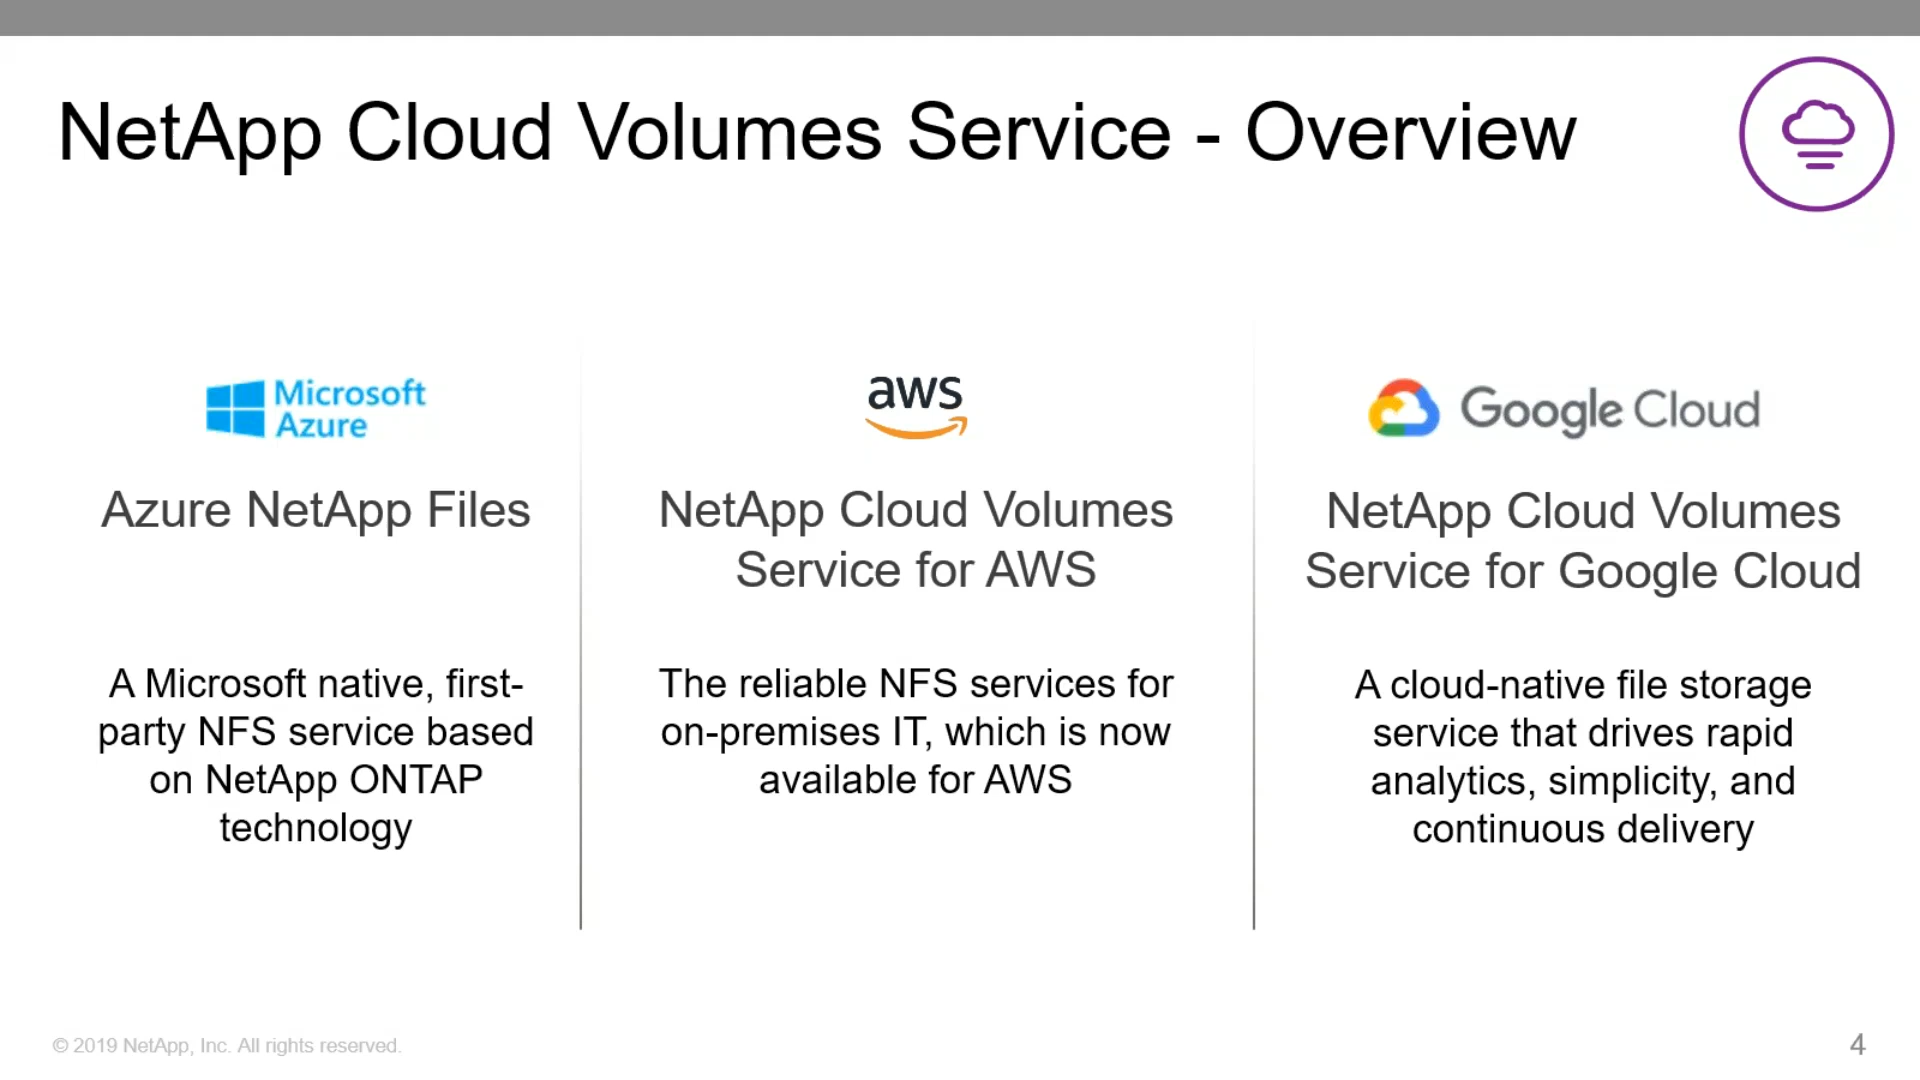 NetApp Cloud Volumes Service - Overview
Microsoft
Azure
Azure NetApp Files
A Microsoft native, first-
party NFS service based
on NetApp ONTAP
technology
aws
NetApp Cloud Volumes
Service for AWS
The reliable NFS services for
on-premises IT, which is now
available for AWS
Google Cloud
NetApp Cloud Volumes
Service for Google Cloud
A cloud-native file storage
service that drives rapid
analytics, simplicity, and
continuous delivery
© 2019 NetApp, Inc. All rights reserved.
4